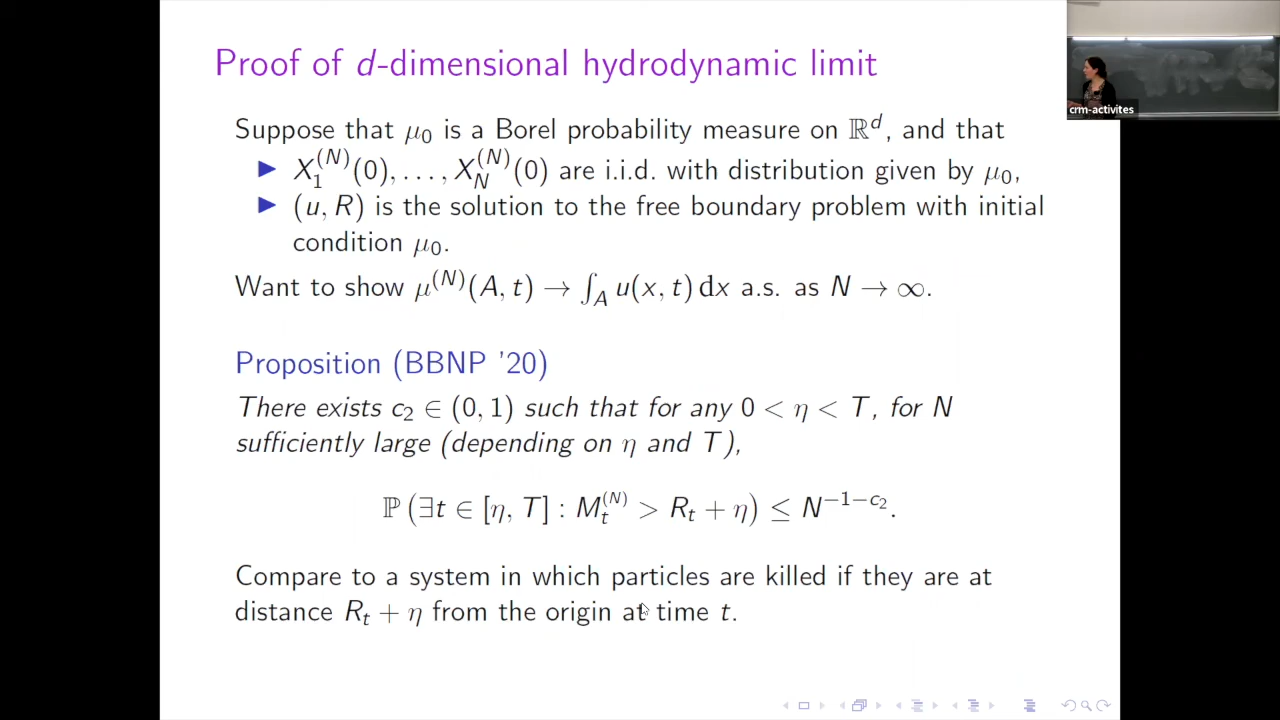 Proof of d-dimensional hydrodynamic limit
crm-activites
Suppose that μ₀ is a Borel probability measure on ℝᵈ, and that
▶ X₁⁽ᴺ⁾(0), . . . , X_N⁽ᴺ⁾(0) are i.i.d. with distribution given by μ₀,
▶ (u, R) is the solution to the free boundary problem with initial
condition μ₀.
Want to show μ⁽ᴺ⁾(A, t) → ∫_A u(x, t) dx a.s. as N → ∞.
Proposition (BBNP '20)
There exists c₂ ∈ (0, 1) such that for any 0 < η < T, for N
sufficiently large (depending on η and T),
ℙ (∃t ∈ [η, T] : M_t⁽ᴺ⁾ > R_t + η) ≤ N^{−1−c₂}.
Compare to a system in which particles are killed if they are at
distance R_t + η from the origin at time t.